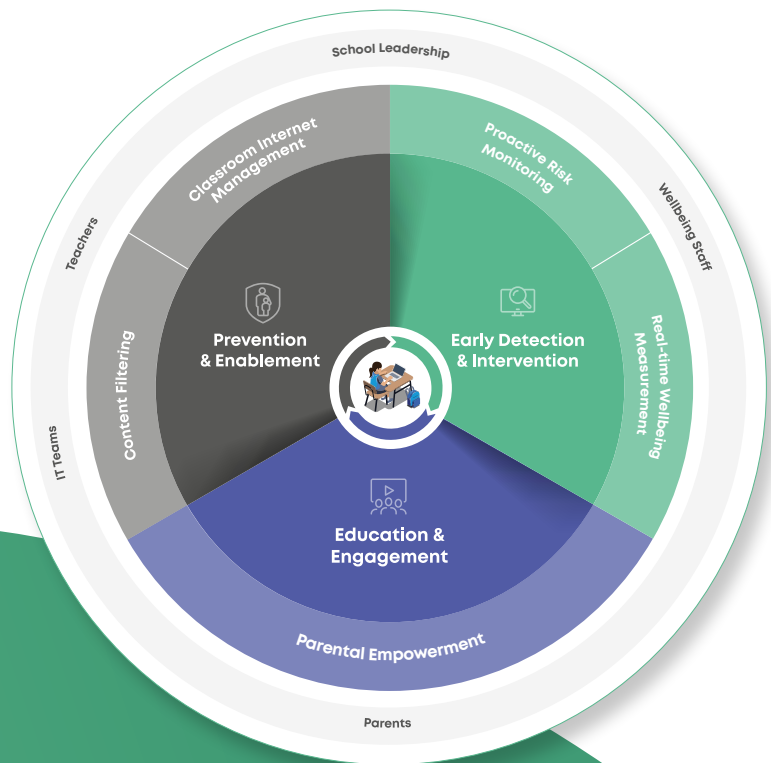 School Leadership
Classroom Internet
Management
Proactive Risk
Monitoring
Teachers
Wellbeing Staff
Prevention
& Enablement
Early Detection
& Intervention
Content Filtering
Real-time Wellbeing
Measurement
IT Teams
Education &
Engagement
Parental Empowerment
Parents